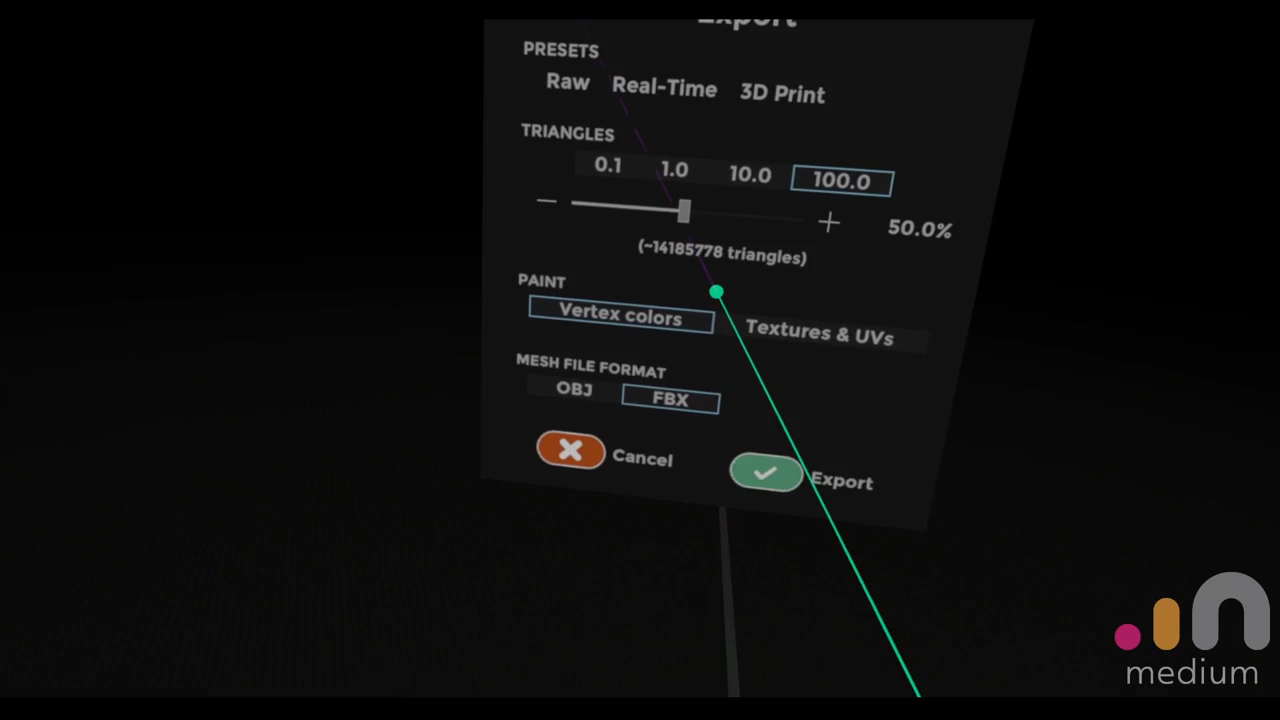 Export
PRESETS
Raw Real-Time 3D Print
TRIANGLES
0.1 1.0 10.0 100.0
− + 50.0%
(~14185778 triangles)
PAINT
Vertex colors Textures & UVs
MESH FILE FORMAT
OBJ FBX
Cancel Export
medium